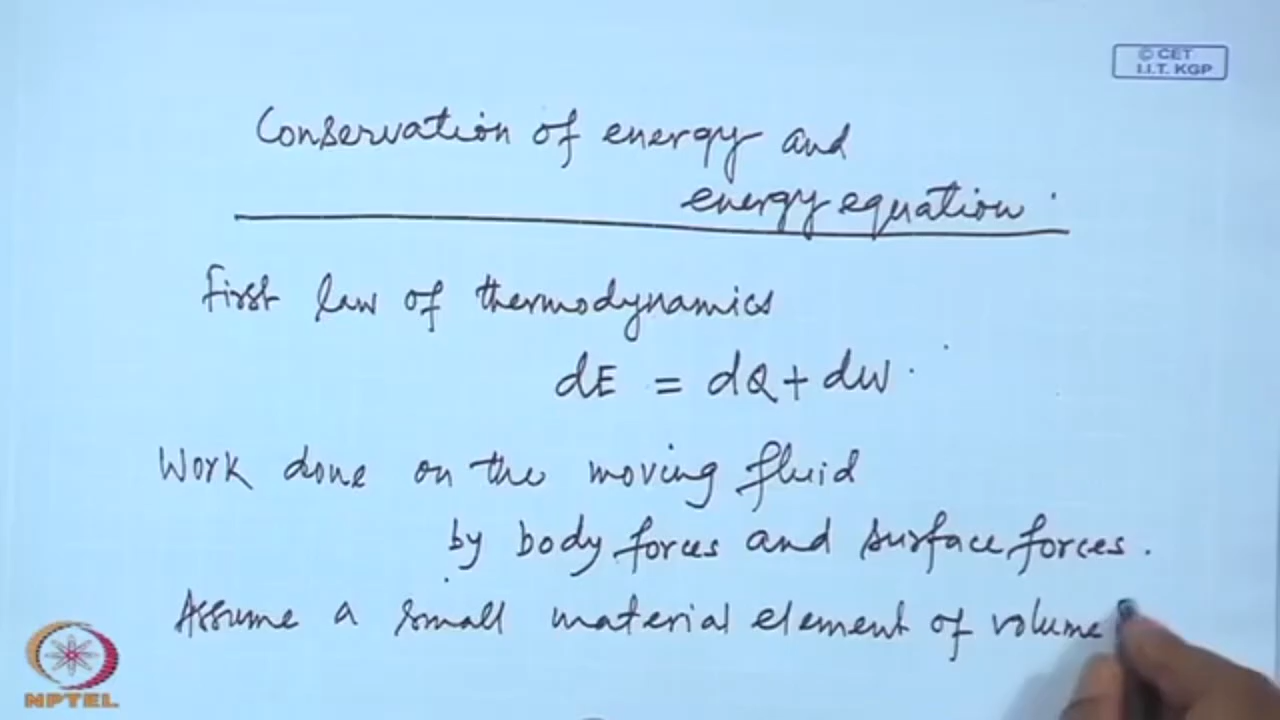 © CET
I.I.T. KGP
Conservation of energy and
energy equation.
First law of thermodynamics
dE = dQ + dW.
Work done on the moving fluid
by body forces and surface forces.
Assume a small material element of volume
NPTEL